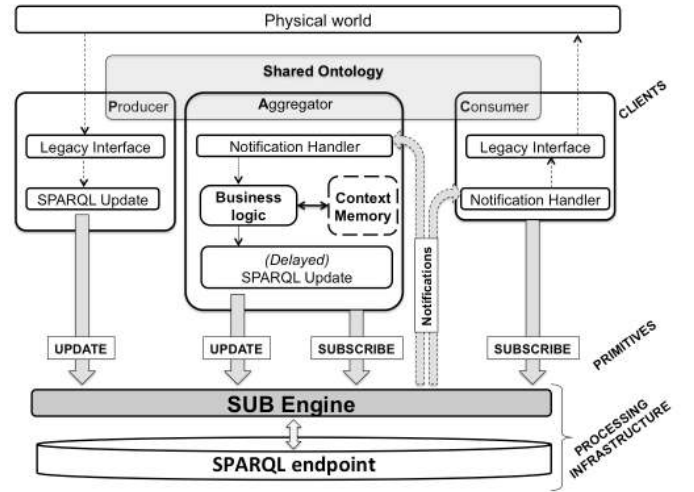 Physical world
Shared Ontology
Producer
Aggregator
Consumer
CLIENTS
Legacy Interface
Notification Handler
Legacy Interface
SPARQL Update
Business
logic
Context
Memory
Notification Handler
(Delayed)
SPARQL Update
Notifications
UPDATE
UPDATE
SUBSCRIBE
SUBSCRIBE
PRIMITIVES
SUB Engine
SPARQL endpoint
PROCESSING
INFRASTRUCTURE